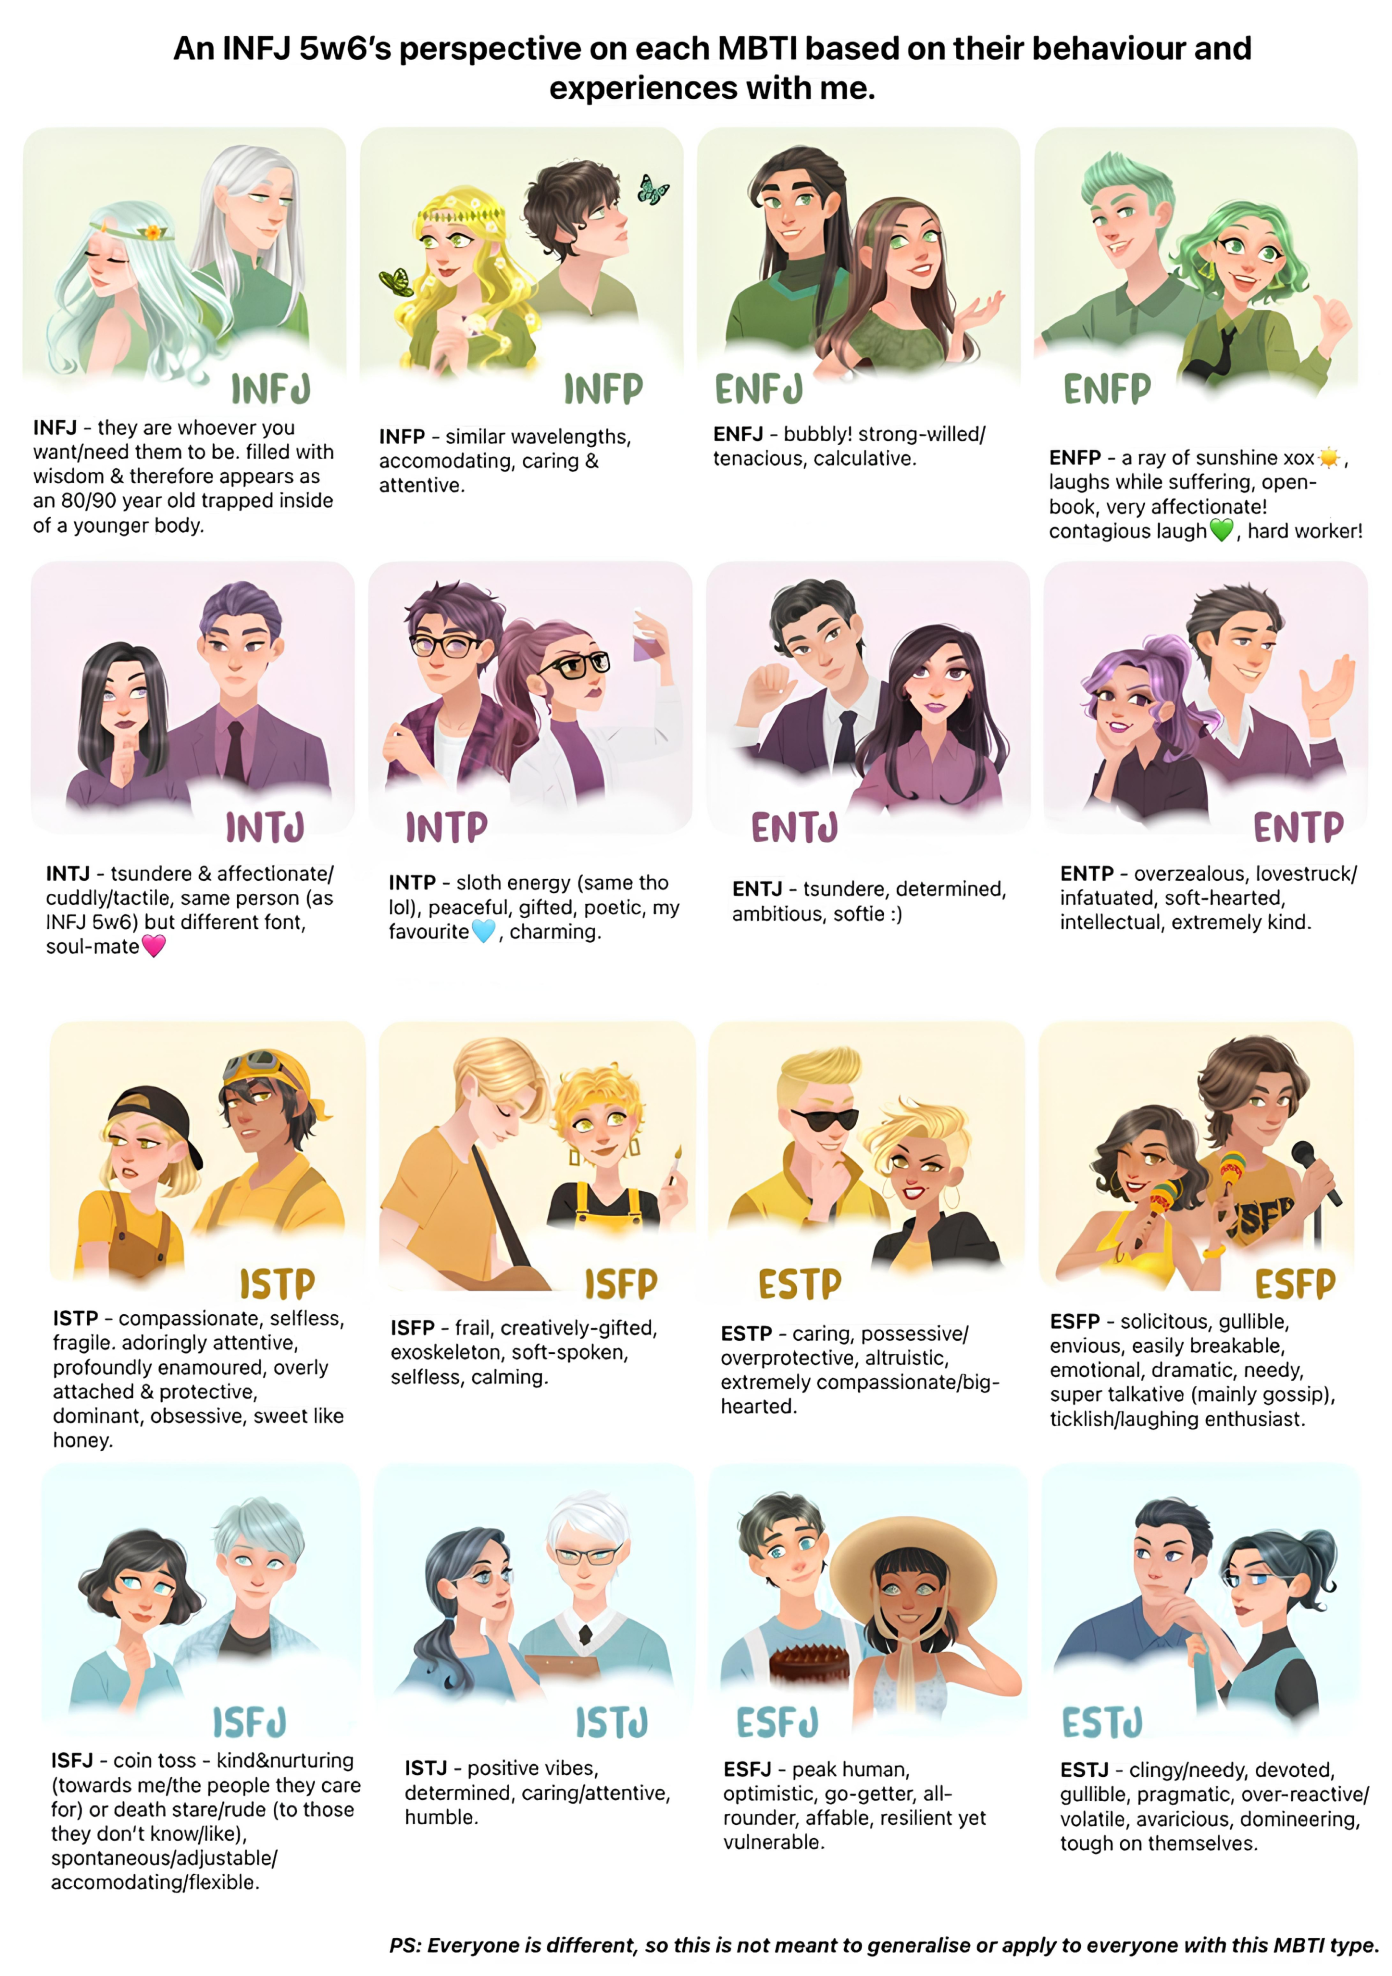 An INFJ 5w6's perspective on each MBTI based on their behaviour and
experiences with me.
INFJ
INFP
ENFJ
ENFP
INFJ - they are whoever you
want/need them to be. filled with
wisdom & therefore appears as
an 80/90 year old trapped inside
of a younger body.
INFP - similar wavelengths,
accomodating, caring &
attentive.
ENFJ - bubbly! strong-willed/
tenacious, calculative.
ENFP - a ray of sunshine xox☀️,
laughs while suffering, open-
book, very affectionate!
contagious laugh💚, hard worker!
INTJ
INTP
ENTJ
ENTP
INTJ - tsundere & affectionate/
cuddly/tactile, same person (as
INFJ 5w6) but different font,
soul-mate🩷
INTP - sloth energy (same tho
lol), peaceful, gifted, poetic, my
favourite🩵, charming.
ENTJ - tsundere, determined,
ambitious, softie :)
ENTP - overzealous, lovestruck/
infatuated, soft-hearted,
intellectual, extremely kind.
ISTP
ISFP
ESTP
ESFP
ISTP - compassionate, selfless,
fragile. adoringly attentive,
profoundly enamoured, overly
attached & protective,
dominant, obsessive, sweet like
honey.
ISFP - frail, creatively-gifted,
exoskeleton, soft-spoken,
selfless, calming.
ESTP - caring, possessive/
overprotective, altruistic,
extremely compassionate/big-
hearted.
ESFP - solicitous, gullible,
envious, easily breakable,
emotional, dramatic, needy,
super talkative (mainly gossip),
ticklish/laughing enthusiast.
ISFJ
ISTJ
ESFJ
ESTJ
ISFJ - coin toss - kind&nurturing
(towards me/the people they care
for) or death stare/rude (to those
they don't know/like),
spontaneous/adjustable/
accomodating/flexible.
ISTJ - positive vibes,
determined, caring/attentive,
humble.
ESFJ - peak human,
optimistic, go-getter, all-
rounder, affable, resilient yet
vulnerable.
ESTJ - clingy/needy, devoted,
gullible, pragmatic, over-reactive/
volatile, avaricious, domineering,
tough on themselves.
PS: Everyone is different, so this is not meant to generalise or apply to everyone with this MBTI type.